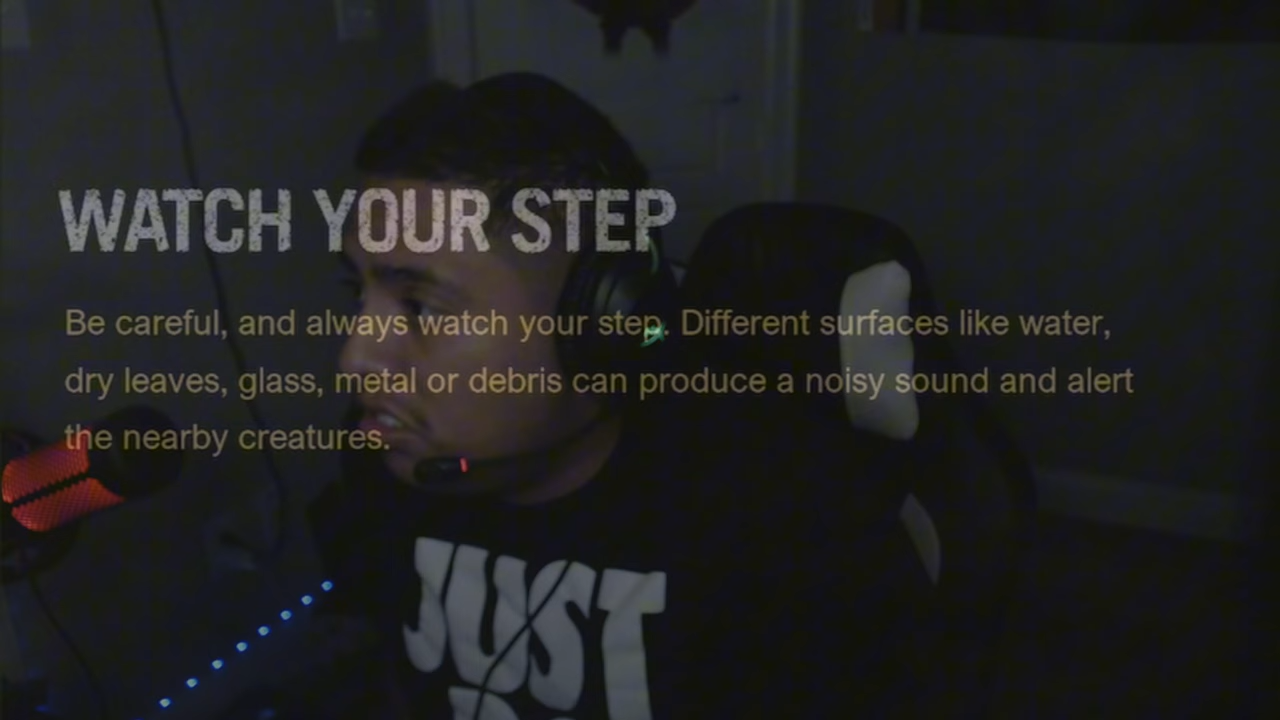 WATCH YOUR STEP
Be careful, and always watch your step. Different surfaces like water,
dry leaves, glass, metal or debris can produce a noisy sound and alert
the nearby creatures.
JUST